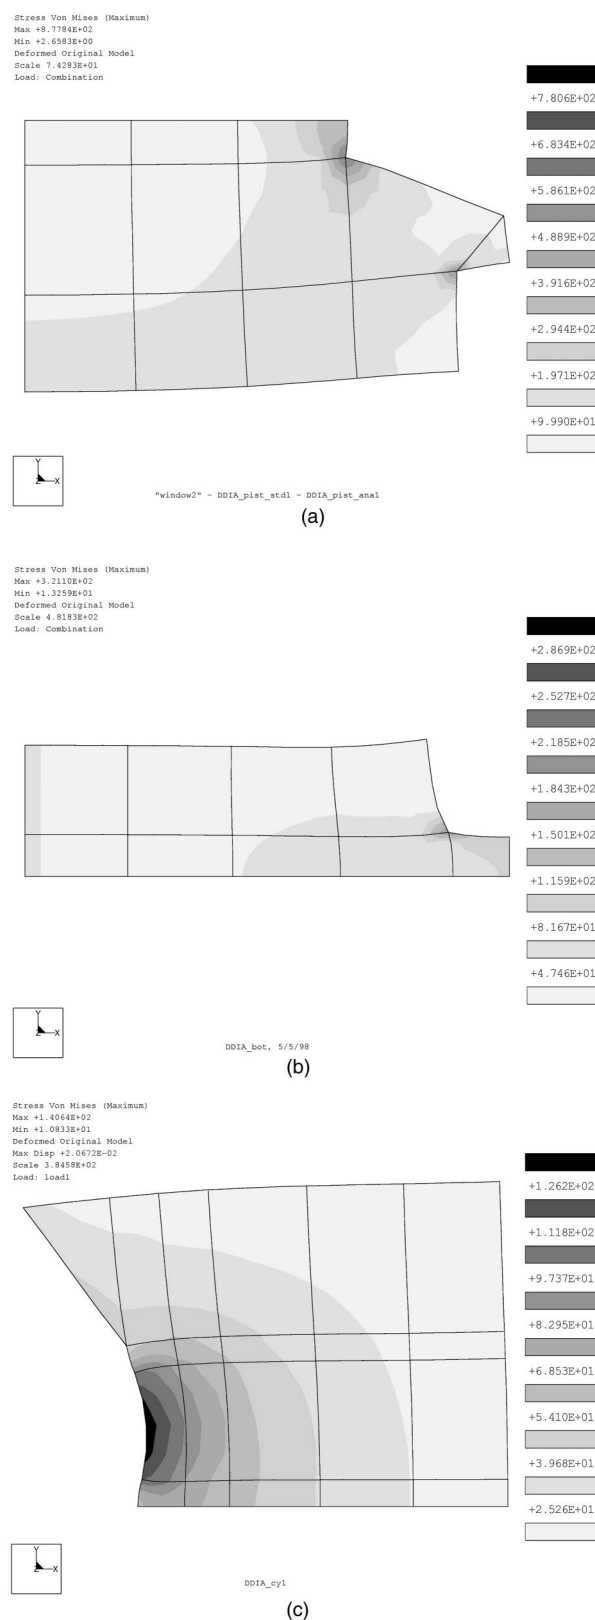 Stress Von Mises (Maximum)
Max +8.7784E+02
Min +2.6583E+00
Deformed Original Model
Scale 7.4283E+01
Load: Combination
+7.806E+02
+6.834E+02
+5.861E+02
+4.889E+02
+3.916E+02
+2.944E+02
+1.971E+02
+9.990E+01
Y
Z X
"window2" - DDIA_pist_std1 - DDIA_pist_ana1
(a)
Stress Von Mises (Maximum)
Max +3.2110E+02
Min +1.3259E+01
Deformed Original Model
Scale 4.8183E+02
Load: Combination
+2.869E+02
+2.527E+02
+2.185E+02
+1.843E+02
+1.501E+02
+1.159E+02
+8.167E+01
+4.746E+01
Y
Z X
DDIA_bot, 5/5/98
(b)
Stress Von Mises (Maximum)
Max +1.4064E+02
Min +1.0833E+01
Deformed Original Model
Max Disp +2.0672E-02
Scale 3.8458E+02
Load: load1
+1.262E+02
+1.118E+02
+9.737E+01
+8.295E+01
+6.853E+01
+5.410E+01
+3.968E+01
+2.526E+01
Y
Z X
DDIA_cyl
(c)